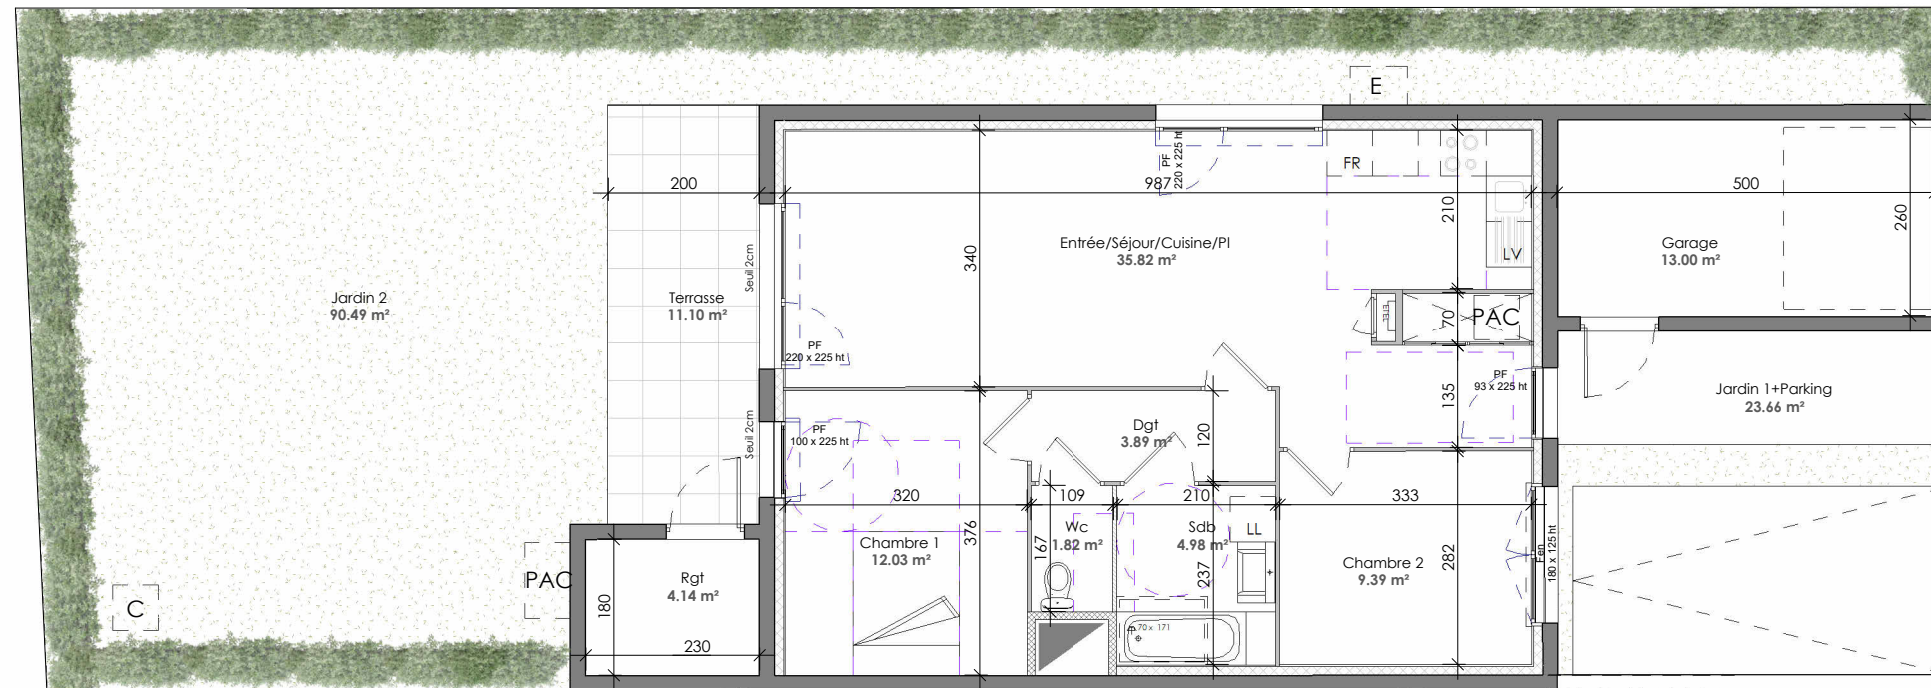 E
PF
220 x 225 ht
FR
200
987
500
210
260
Entrée/Séjour/Cuisine/Pl
35.82 m²
340
LV
Garage
13.00 m²
Seuil 2cm
Jardin 2
90.49 m²
Terrasse
11.10 m²
ETEL
70
PAC
PF
220 x 225 ht
PF
93 x 225 ht
135
Jardin 1+Parking
23.66 m²
Seuil 2cm
PF
100 x 225 ht
Dgt
3.89 m²
120
320
109
210
333
376
Wc
1.82 m²
167
Sdb
4.98 m²
LL
237
Chambre 1
12.03 m²
Chambre 2
9.39 m²
282
Fen
180 x 125 ht
PAC
Rgt
4.14 m²
180
C
230
70 x 171